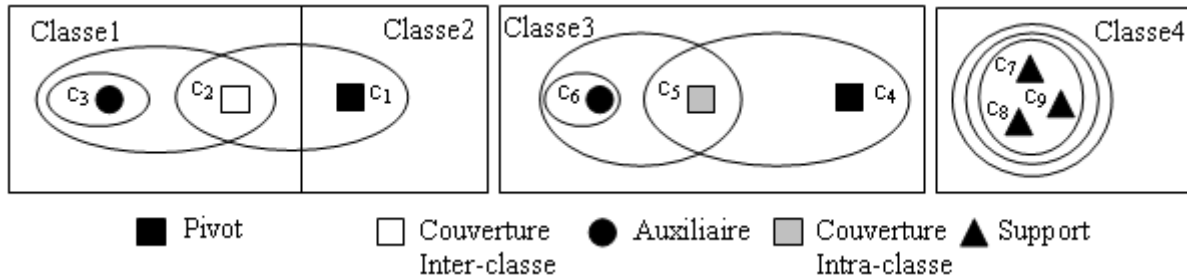 Classe1
Classe2
Classe3
Classe4
c3
c2
c1
c6
c5
c4
c7
c8
c9
Pivot
Couverture
Inter-classe
Auxiliaire
Couverture
Intra-classe
Support